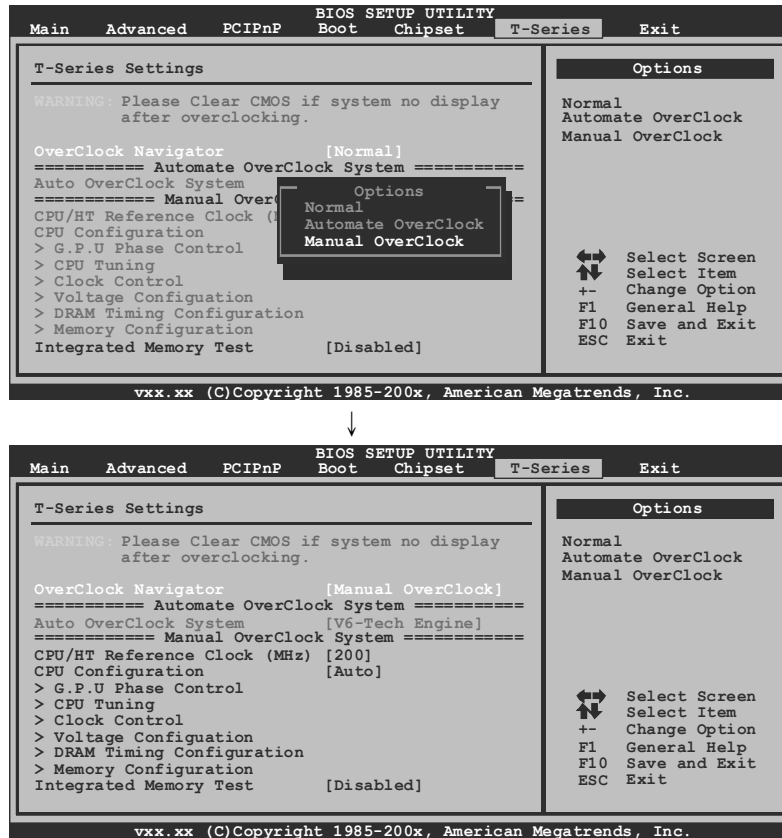 BIOS SETUP UTILITY
Main Advanced PCIPnP Boot Chipset T-Series Exit
T-Series Settings
WARNING: Please Clear CMOS if system no display
after overclocking.
OverClock Navigator [Normal]
=========== Automate OverClock System ===========
Auto OverClock System
============ Manual Over =
CPU/HT Reference Clock (
CPU Configuration
> G.P.U Phase Control
> CPU Tuning
> Clock Control
> Voltage Configuation
> DRAM Timing Configuration
> Memory Configuration
Integrated Memory Test [Disabled]
Options
Normal
Automate OverClock
Manual OverClock
Options
Normal
Automate OverClock
Manual OverClock
Select Screen
Select Item
+- Change Option
F1 General Help
F10 Save and Exit
ESC Exit
vxx.xx (C)Copyright 1985-200x, American Megatrends, Inc.
BIOS SETUP UTILITY
Main Advanced PCIPnP Boot Chipset T-Series Exit
T-Series Settings
WARNING: Please Clear CMOS if system no display
after overclocking.
OverClock Navigator [Manual OverClock]
=========== Automate OverClock System ===========
Auto OverClock System [V6-Tech Engine]
============ Manual OverClock System ============
CPU/HT Reference Clock (MHz) [200]
CPU Configuration [Auto]
> G.P.U Phase Control
> CPU Tuning
> Clock Control
> Voltage Configuation
> DRAM Timing Configuration
> Memory Configuration
Integrated Memory Test [Disabled]
Options
Normal
Automate OverClock
Manual OverClock
Select Screen
Select Item
+- Change Option
F1 General Help
F10 Save and Exit
ESC Exit
vxx.xx (C)Copyright 1985-200x, American Megatrends, Inc.